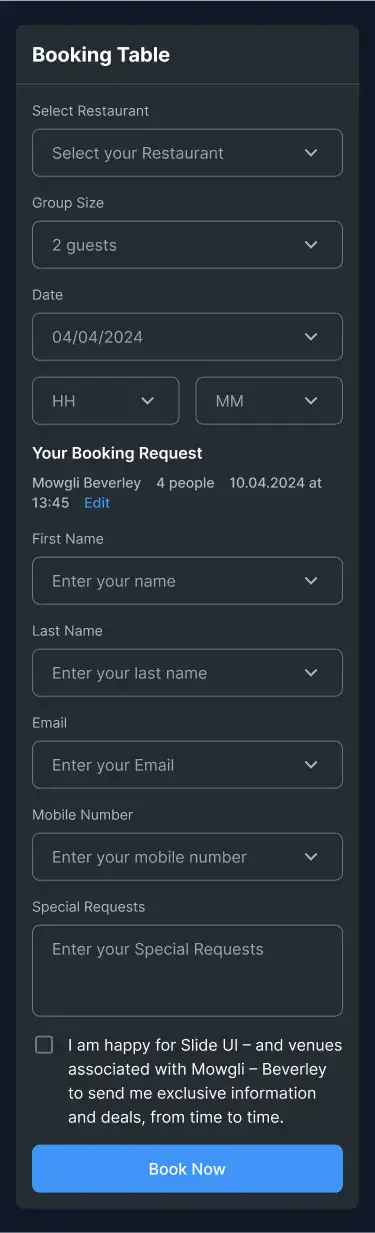 Booking Table
Select Restaurant
Select your Restaurant
Group Size
2 guests
Date
04/04/2024
HH MM
Your Booking Request
Mowgli Beverley 4 people 10.04.2024 at
13:45 Edit
First Name
Enter your name
Last Name
Enter your last name
Email
Enter your Email
Mobile Number
Enter your mobile number
Special Requests
Enter your Special Requests
I am happy for Slide UI – and venues
associated with Mowgli – Beverley
to send me exclusive information
and deals, from time to time.
Book Now